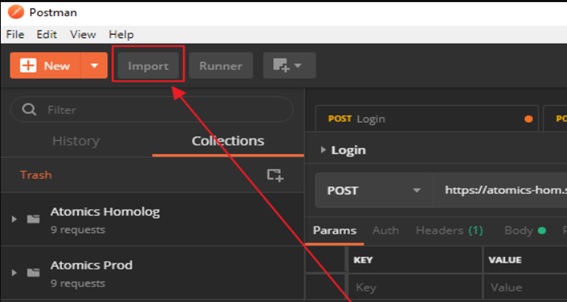 Postman
File Edit View Help
New Import Runner
Filter
History Collections
Trash
Atomics Homolog
9 requests
Atomics Prod
9 requests
POST Login
Login
POST https://atomics-hom.s
Params Auth Headers (1) Body
KEY VALUE
Key Value